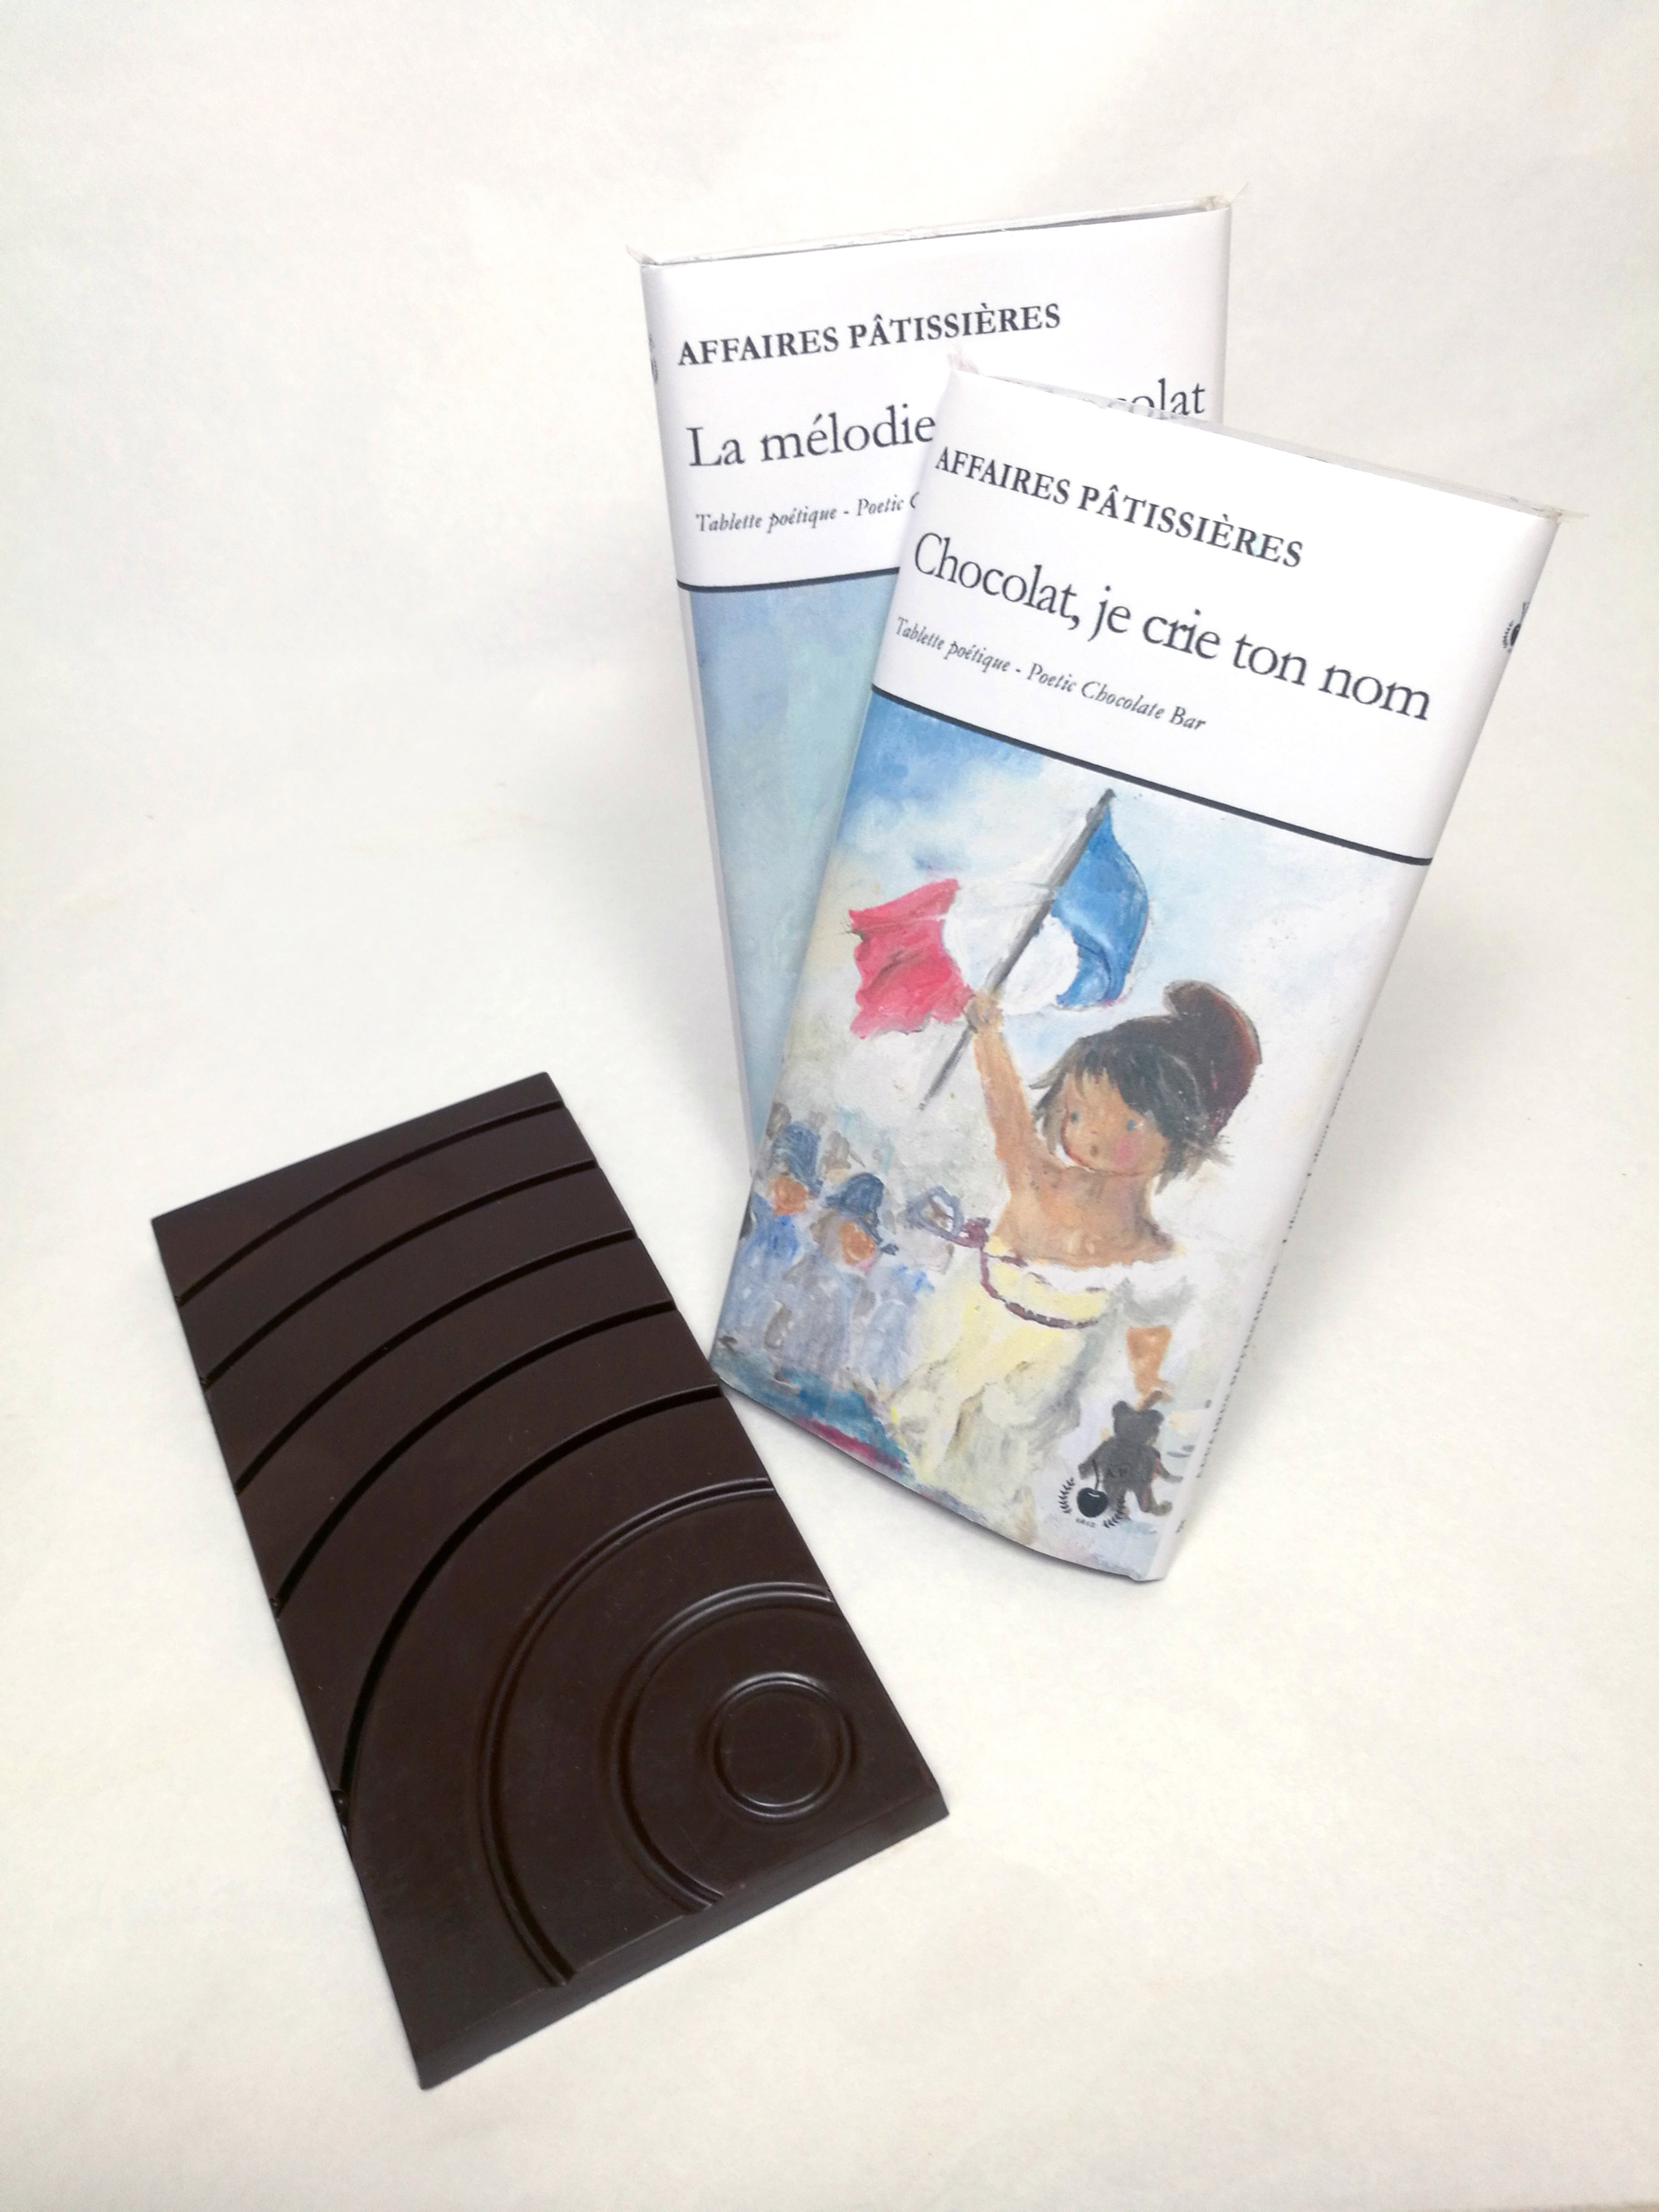 AFFAIRES PÂTISSIÈRES
La mélodie
Tablette poétique - Poetic
AFFAIRES PÂTISSIÈRES
Chocolat, je crie ton nom
Tablette poétique - Poetic Chocolate Bar
A P